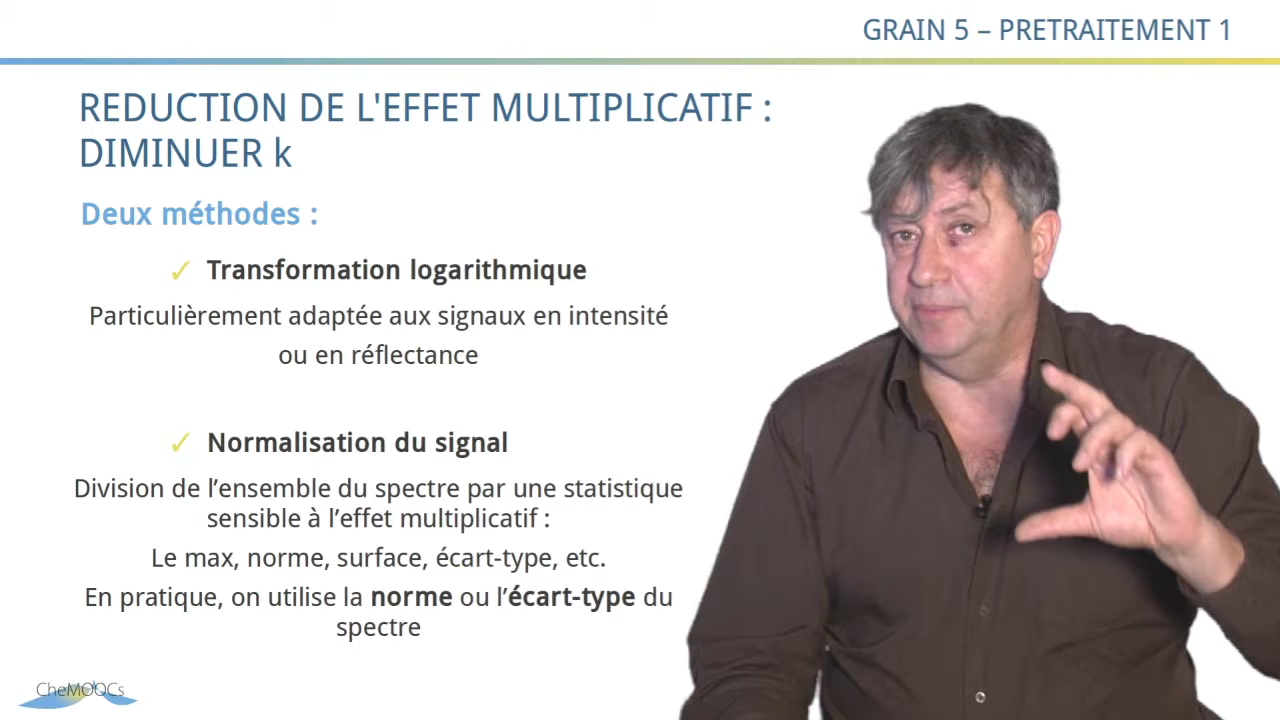 GRAIN 5 – PRETRAITEMENT 1
REDUCTION DE L'EFFET MULTIPLICATIF :
DIMINUER k
Deux méthodes :
✓ Transformation logarithmique
Particulièrement adaptée aux signaux en intensité
ou en réflectance
✓ Normalisation du signal
Division de l’ensemble du spectre par une statistique
sensible à l’effet multiplicatif :
Le max, norme, surface, écart-type, etc.
En pratique, on utilise la norme ou l’écart-type du
spectre
CheMOOCs